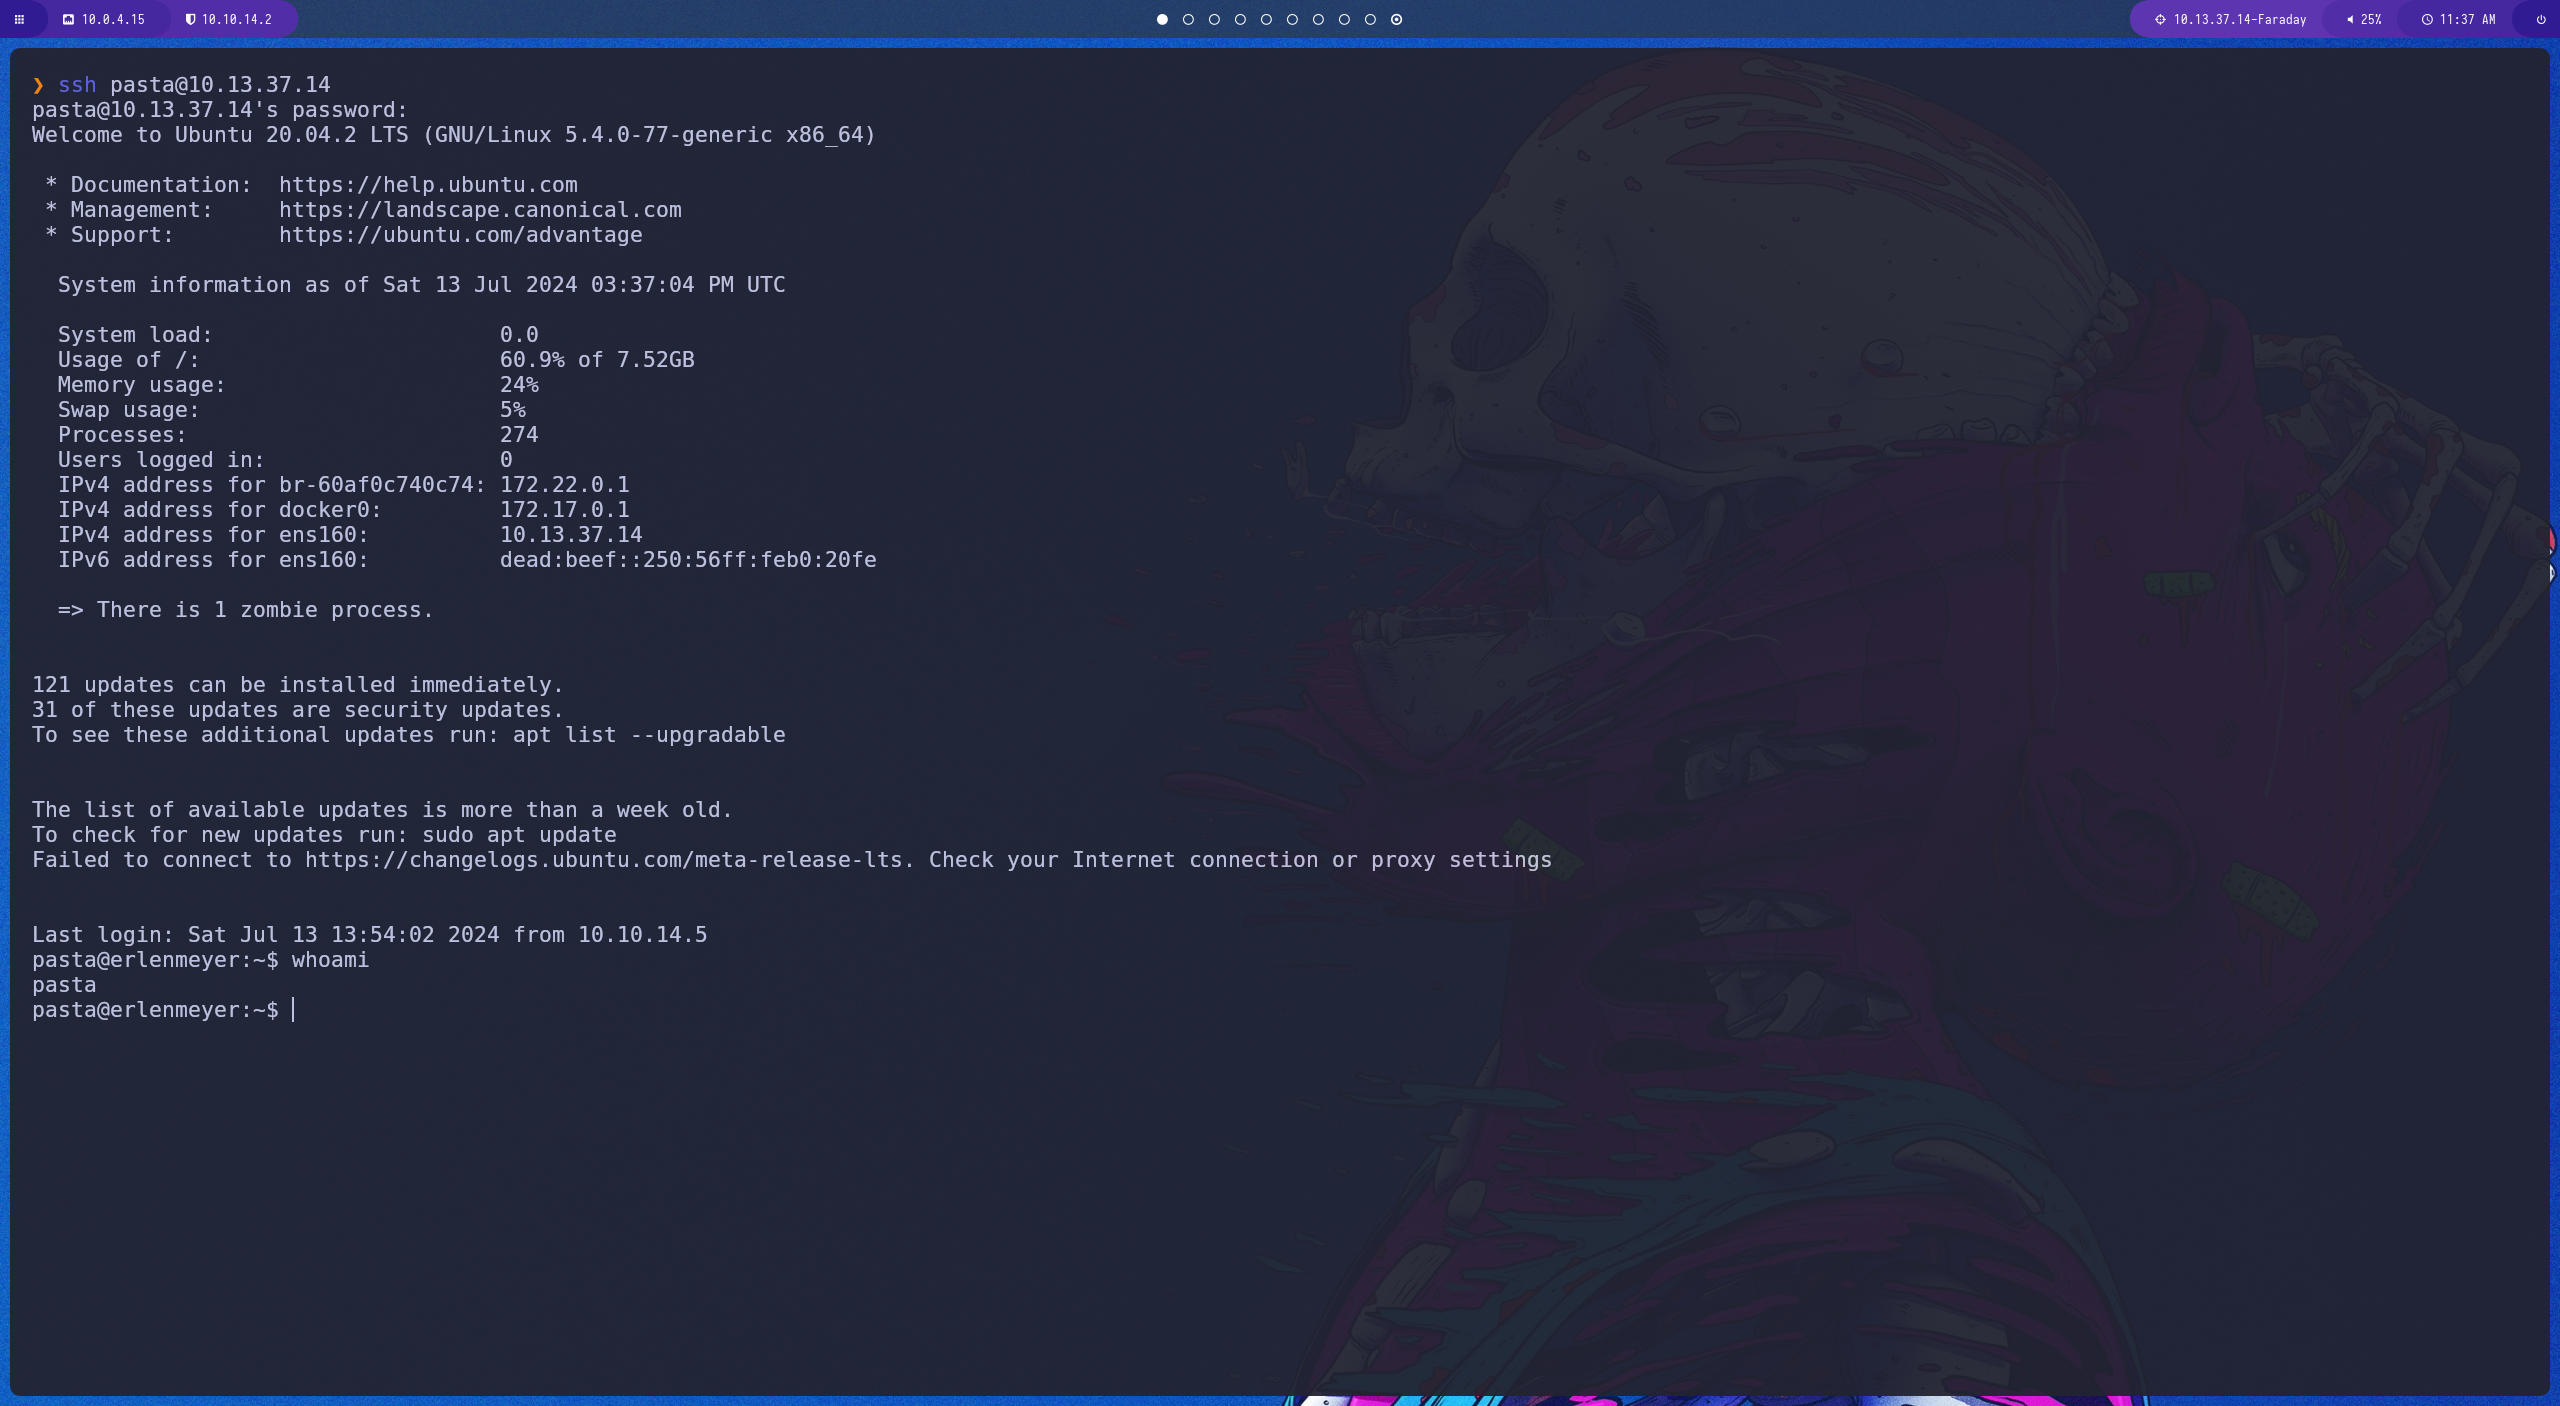 10.0.4.15 10.10.14.2 10.13.37.14-Faraday 25% 11:37 AM
❯ ssh pasta@10.13.37.14
pasta@10.13.37.14's password:
Welcome to Ubuntu 20.04.2 LTS (GNU/Linux 5.4.0-77-generic x86_64)
* Documentation:  https://help.ubuntu.com
* Management:     https://landscape.canonical.com
* Support:        https://ubuntu.com/advantage
System information as of Sat 13 Jul 2024 03:37:04 PM UTC
System load:                      0.0
Usage of /:                       60.9% of 7.52GB
Memory usage:                     24%
Swap usage:                       5%
Processes:                        274
Users logged in:                  0
IPv4 address for br-60af0c740c74: 172.22.0.1
IPv4 address for docker0:         172.17.0.1
IPv4 address for ens160:          10.13.37.14
IPv6 address for ens160:          dead:beef::250:56ff:feb0:20fe
=> There is 1 zombie process.
121 updates can be installed immediately.
31 of these updates are security updates.
To see these additional updates run: apt list --upgradable
The list of available updates is more than a week old.
To check for new updates run: sudo apt update
Failed to connect to https://changelogs.ubuntu.com/meta-release-lts. Check your Internet connection or proxy settings
Last login: Sat Jul 13 13:54:02 2024 from 10.10.14.5
pasta@erlenmeyer:~$ whoami
pasta
pasta@erlenmeyer:~$